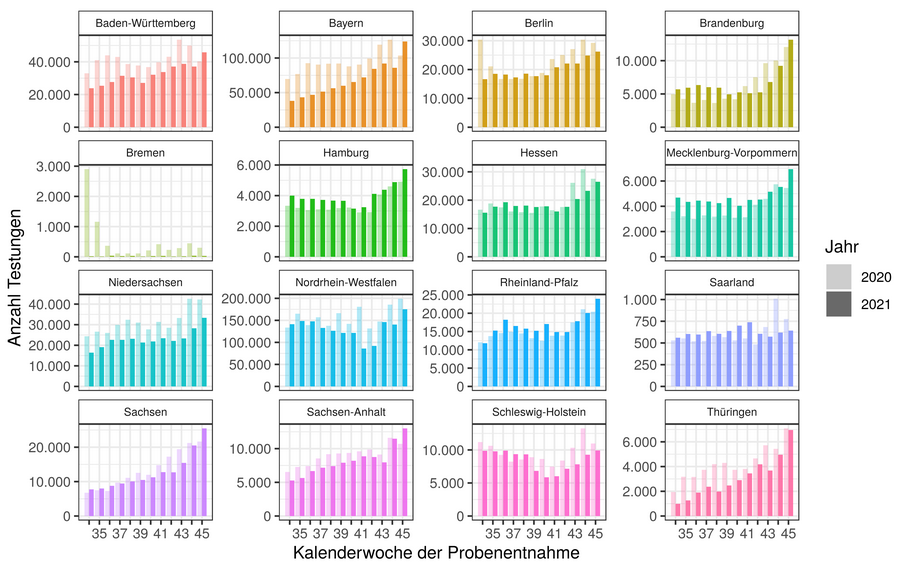 Baden-Württemberg Bayern Berlin Brandenburg
40.000 20.000 0
100.000 50.000 0
30.000 20.000 10.000 0
10.000 5.000 0
Bremen Hamburg Hessen Mecklenburg-Vorpommern
3.000 2.000 1.000 0
6.000 4.000 2.000 0
30.000 20.000 10.000 0
6.000 4.000 2.000 0
Niedersachsen Nordrhein-Westfalen Rheinland-Pfalz Saarland
40.000 30.000 20.000 10.000 0
200.000 150.000 100.000 50.000 0
25.000 20.000 15.000 10.000 5.000 0
1.000 750 500 250 0
Sachsen Sachsen-Anhalt Schleswig-Holstein Thüringen
20.000 10.000 0
10.000 5.000 0
10.000 5.000 0
6.000 4.000 2.000 0
35 37 39 41 43 45 35 37 39 41 43 45 35 37 39 41 43 45 35 37 39 41 43 45
Kalenderwoche der Probenentnahme
Anzahl Testungen
Jahr
2020
2021